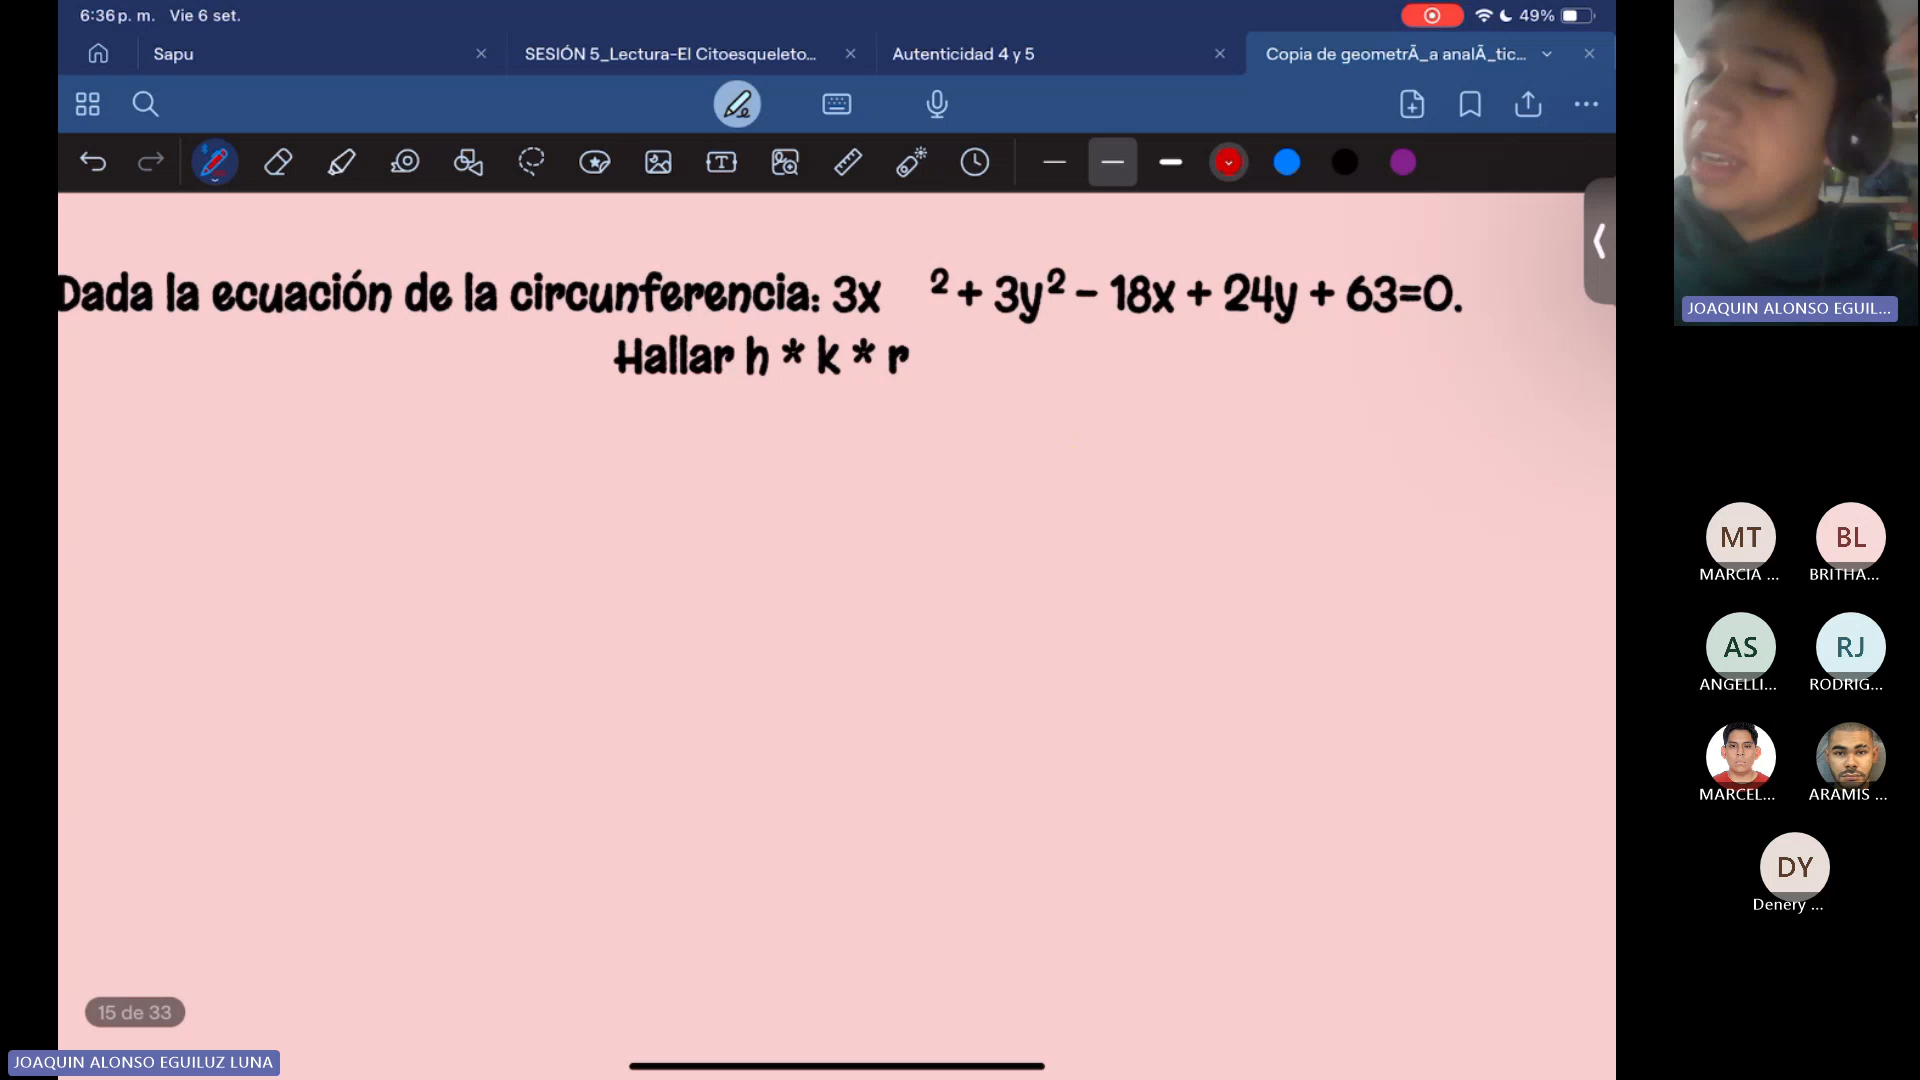 6:36 p. m. Vie 6 set.
49%
Sapu
SESIÓN 5_Lectura-El Citoesqueleto...
Autenticidad 4 y 5
Copia de geometrÃ_a analÃ_tic...
Dada la ecuación de la circunferencia: 3x ² + 3y² - 18x + 24y + 63=0.
Hallar h * k * r
15 de 33
JOAQUIN ALONSO EGUILUZ LUNA
JOAQUIN ALONSO EGUIL...
MT BL
MARCIA ... BRITHA...
AS RJ
ANGELLI... RODRIG...
MARCEL... ARAMIS ...
DY
Denery ...